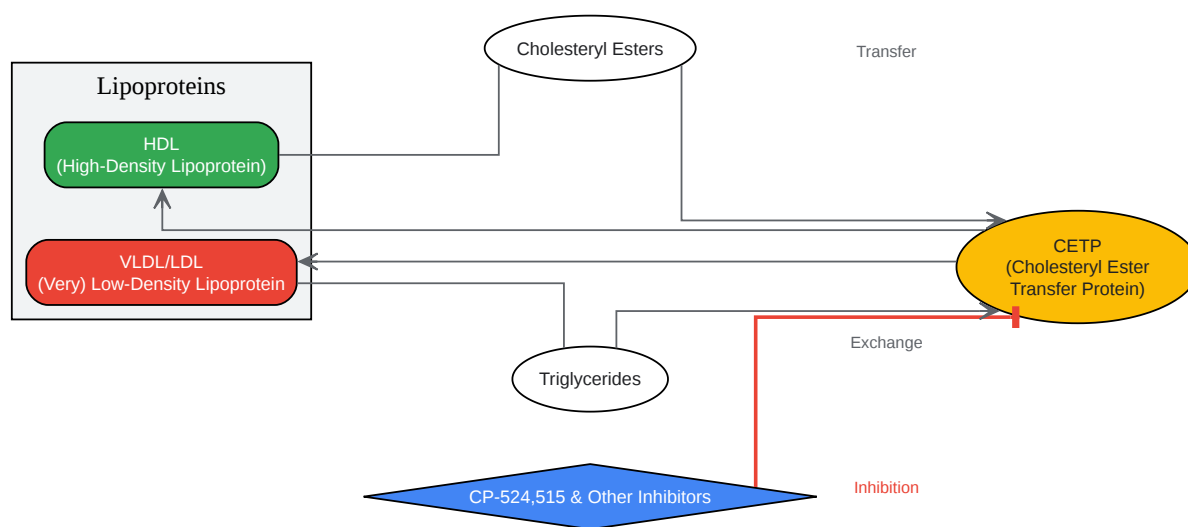 Cholesteryl Esters
Transfer
Lipoproteins
HDL
(High-Density Lipoprotein)
VLDL/LDL
(Very) Low-Density Lipoprotein
CETP
(Cholesteryl Ester
Transfer Protein)
Exchange
Triglycerides
CP-524,515 & Other Inhibitors
Inhibition